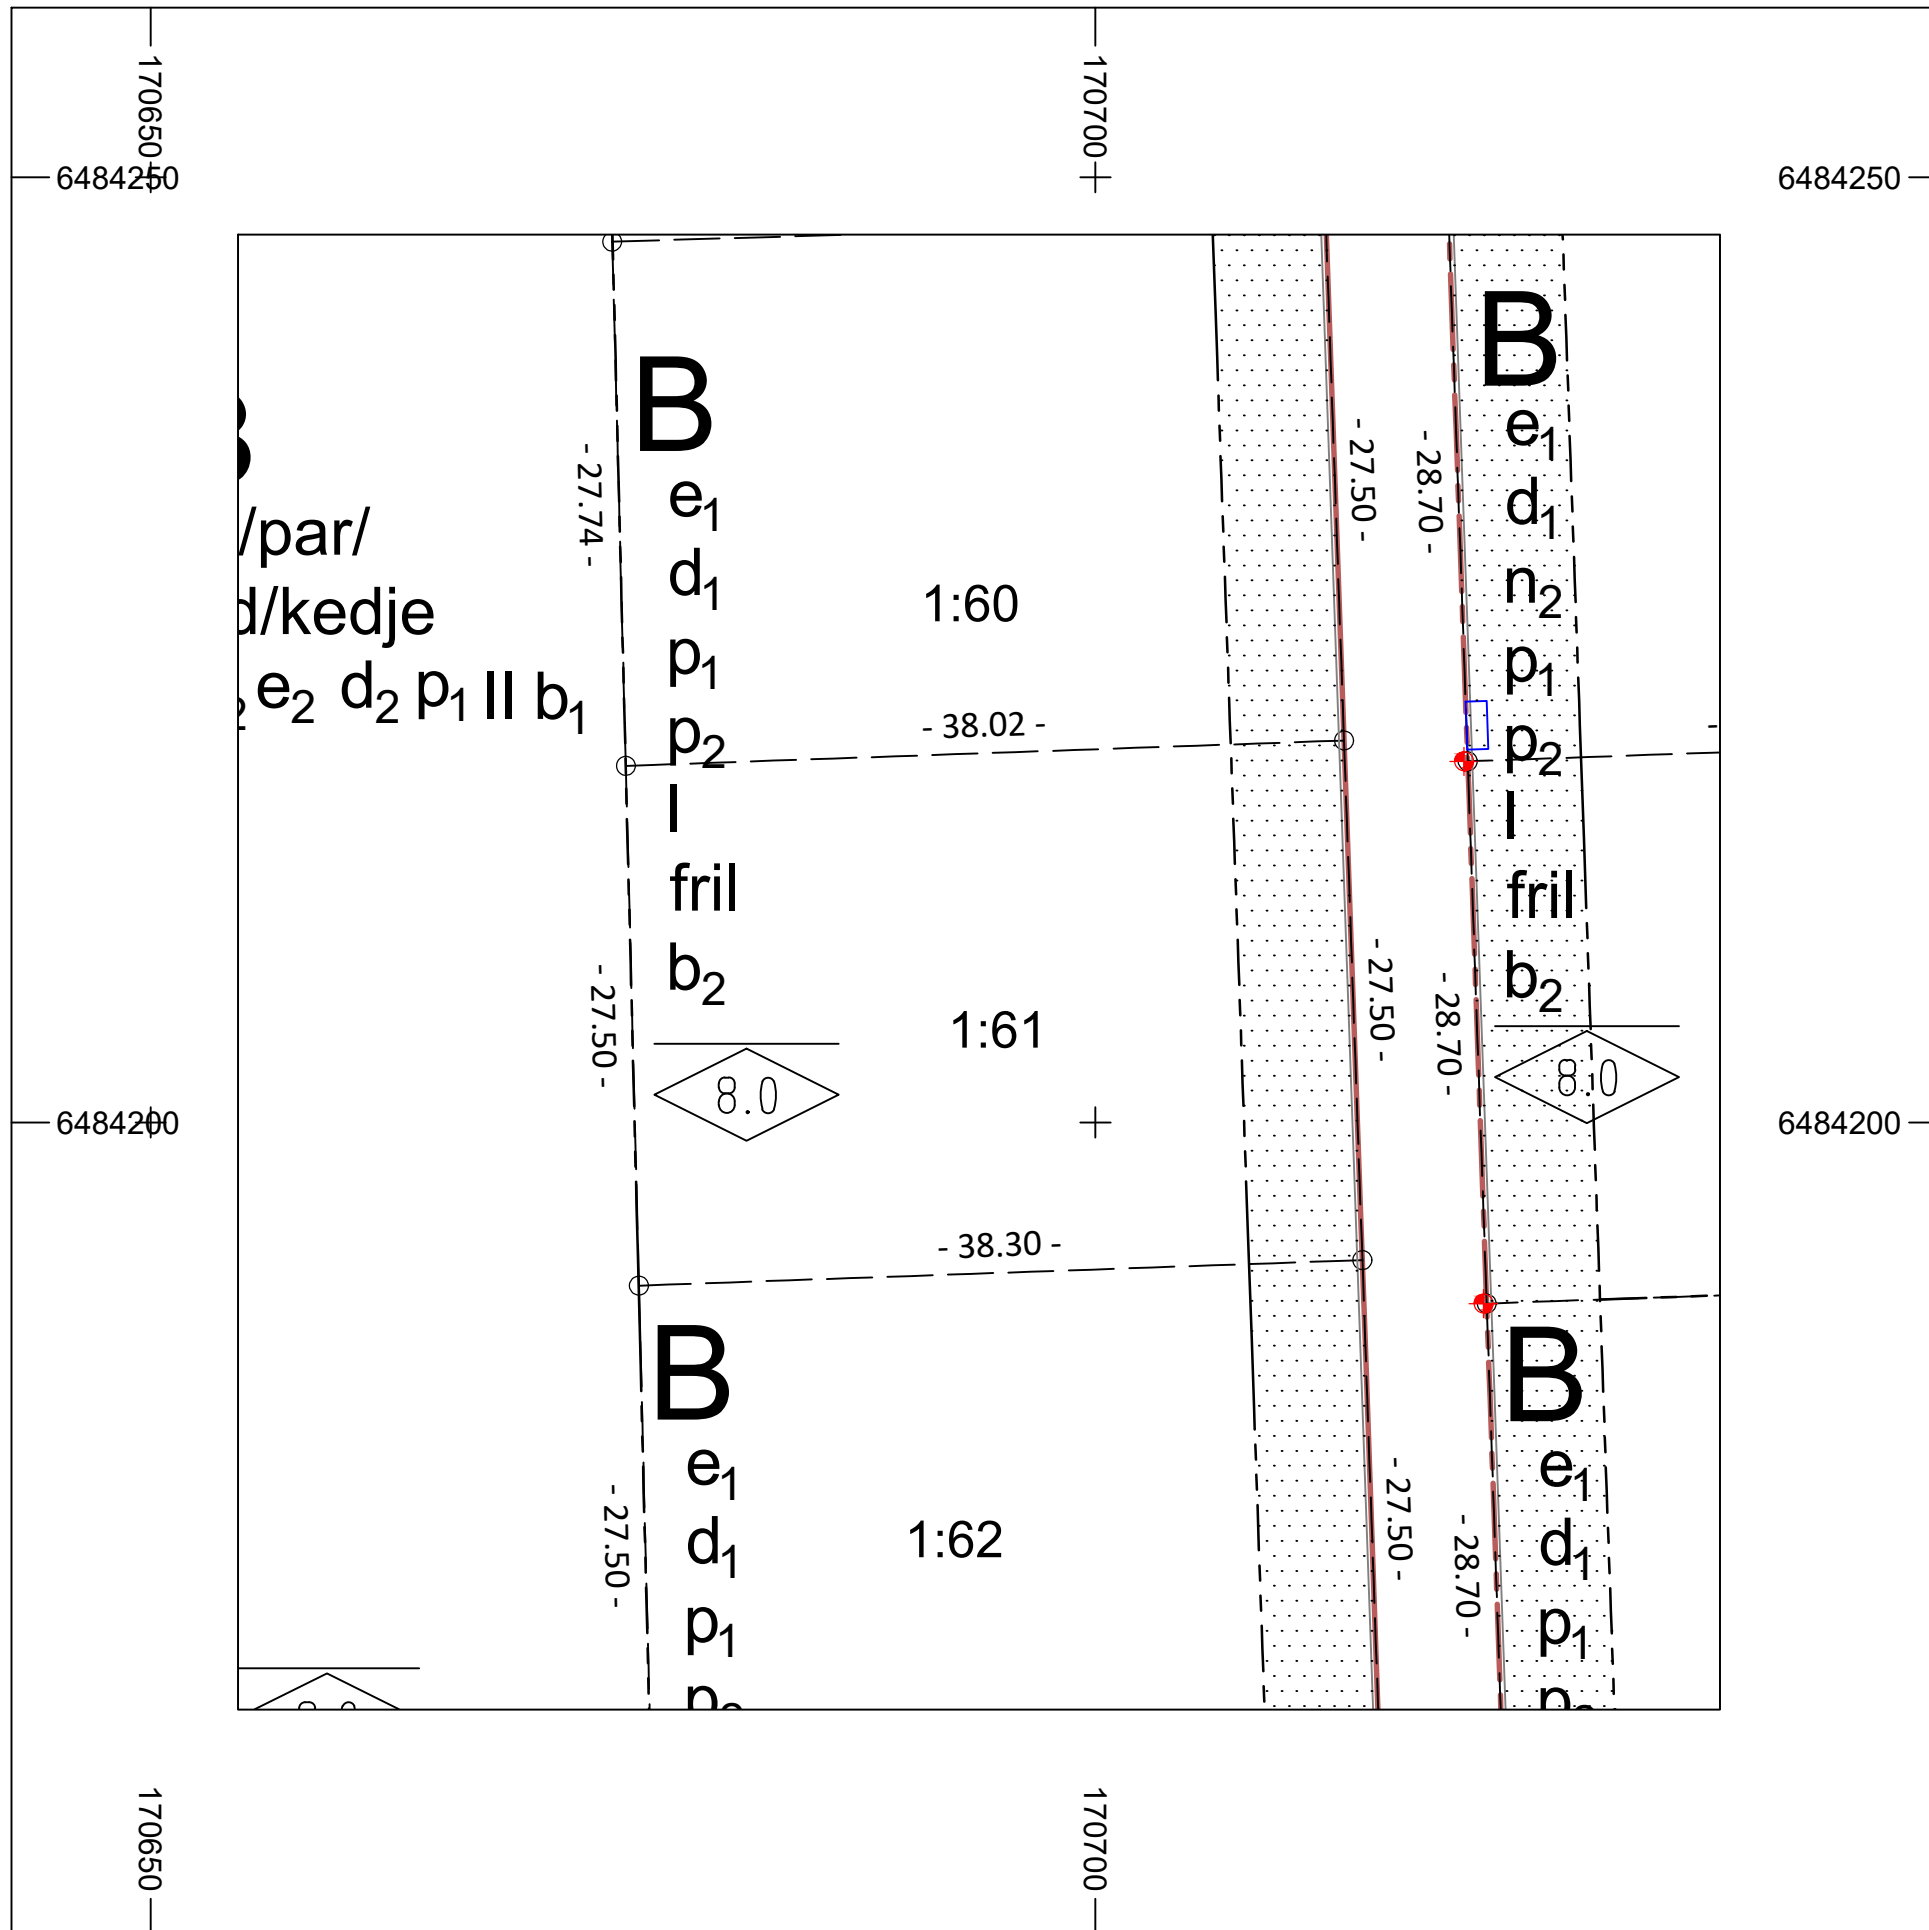 170650
170700
6484250
6484250
B
e1
d1
n2
p1
p2
I
fril
b2
B
e1
d1
p1
p2
I
fril
b2
/par/
d/kedje
e2 d2 p1 II b1
- 27.74 -
- 27.50 -
- 28.70 -
1:60
- 38.02 -
-
- 27.50 -
- 27.50 -
- 28.70 -
1:61
8.0
8.0
6484200
6484200
- 38.30 -
B
e1
d1
p1
B
e1
d1
p1
- 27.50 -
- 27.50 -
- 28.70 -
1:62
170650
170700